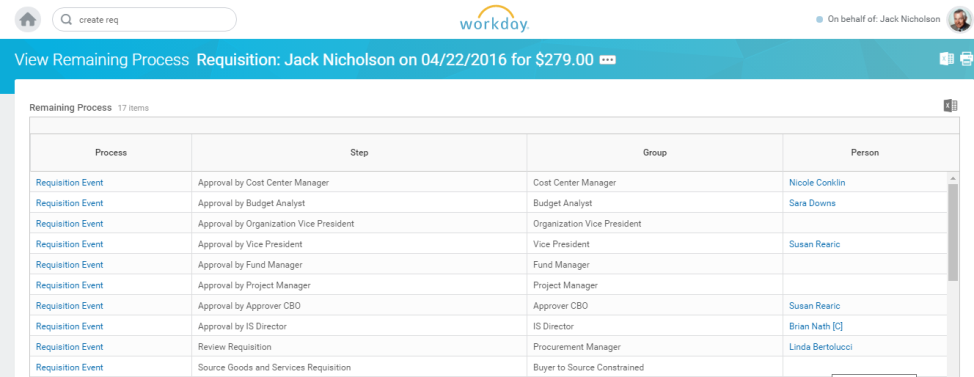 create req
workday.
On behalf of: Jack Nicholson
View Remaining Process Requisition: Jack Nicholson on 04/22/2016 for $279.00
Remaining Process 17 items
Process Step Group Person
Requisition Event Approval by Cost Center Manager Cost Center Manager Nicole Conklin
Requisition Event Approval by Budget Analyst Budget Analyst Sara Downs
Requisition Event Approval by Organization Vice President Organization Vice President
Requisition Event Approval by Vice President Vice President Susan Rearic
Requisition Event Approval by Fund Manager Fund Manager
Requisition Event Approval by Project Manager Project Manager
Requisition Event Approval by Approver CBO Approver CBO Susan Rearic
Requisition Event Approval by IS Director IS Director Brian Nath [C]
Requisition Event Review Requisition Procurement Manager Linda Bertolucci
Requisition Event Source Goods and Services Requisition Buyer to Source Constrained